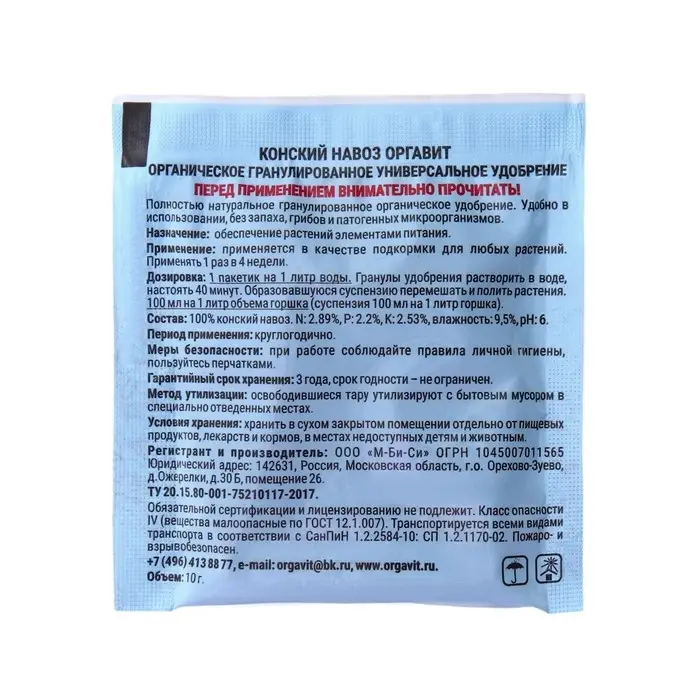 КОНСКИЙ НАВОЗ ОРГАВИТ
ОРГАНИЧЕСКОЕ ГРАНУЛИРОВАННОЕ УНИВЕРСАЛЬНОЕ УДОБРЕНИЕ
ПЕРЕД ПРИМЕНЕНИЕМ ВНИМАТЕЛЬНО ПРОЧИТАТЬ!
Полностью натуральное гранулированное органическое удобрение. Удобно в
использовании, без запаха, грибов и патогенных микроорганизмов.
Назначение: обеспечение растений элементами питания.
Применение: применяется в качестве подкормки для любых растений.
Применять 1 раз в 4 недели.
Дозировка: 1 пакетик на 1 литр воды. Гранулы удобрения растворить в воде,
настоять 40 минут. Образовавшуюся суспензию перемешать и полить растения.
100 мл на 1 литр объема горшка (суспензия 100 мл на 1 литр горшка).
Состав: 100% конский навоз. N: 2.89%, P: 2.2%, K: 2.53%, влажность: 9,5%, pH: 6.
Период применения: круглогодично.
Меры безопасности: при работе соблюдайте правила личной гигиены,
пользуйтесь перчатками.
Гарантийный срок хранения: 3 года, срок годности – не ограничен.
Метод утилизации: освободившиеся тару утилизируют с бытовым мусором в
специально отведенных местах.
Условия хранения: хранить в сухом закрытом помещении отдельно от пищевых
продуктов, лекарств и кормов, в местах недоступных детям и животным.
Регистрант и производитель: ООО «М-Би-Си» ОГРН 1045007011565
Юридический адрес: 142631, Россия, Московская область, г.о. Орехово-Зуево,
д.Ожерелки, д.30 Б, помещение 26.
ТУ 20.15.80-001-75210117-2017.
Обязательной сертификации и лицензированию не подлежит. Класс опасности
IV (вещества малоопасные по ГОСТ 12.1.007). Транспортируется всеми видами
транспорта в соответствии с СанПиН 1.2.2584-10: СП 1.2.1170-02. Пожаро- и
взрывобезопасен.
+7 (496) 413 88 77, e-mail: orgavit@bk.ru, www.orgavit.ru.
Объем: 10 г.